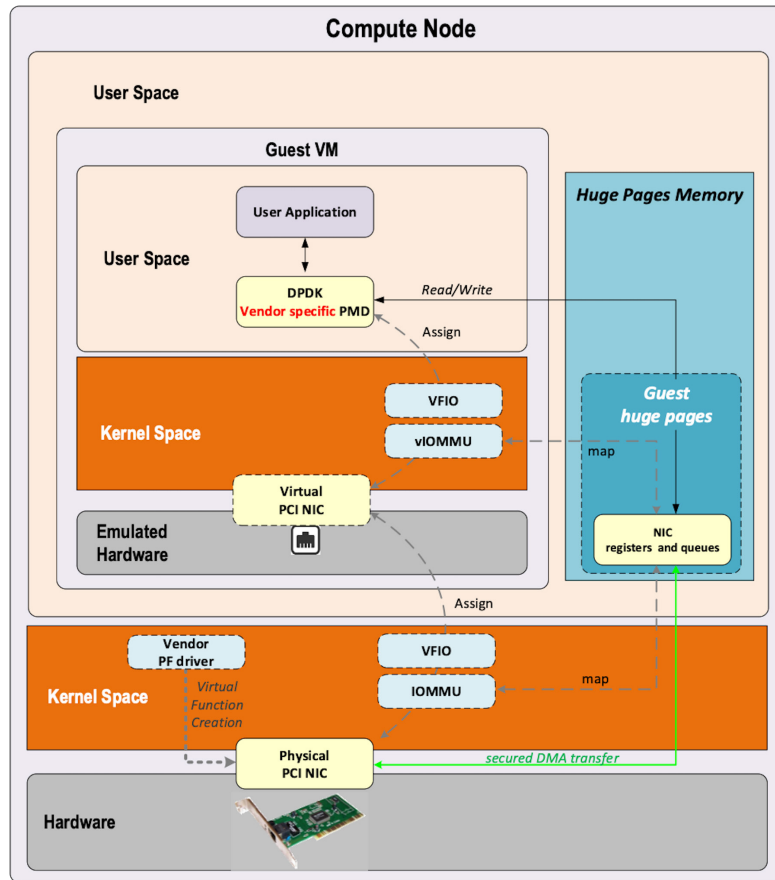 Compute Node
User Space
Guest VM
Huge Pages Memory
User Application
User Space
DPDK
Vendor specific PMD
Read/Write
Assign
VFIO
Kernel Space
vIOMMU
map
Guest
huge pages
Virtual
PCI NIC
NIC
registers and queues
Emulated
Hardware
Assign
Vendor
PF driver
VFIO
Kernel Space
Virtual
Function
Creation
IOMMU
map
Physical
PCI NIC
secured DMA transfer
Hardware